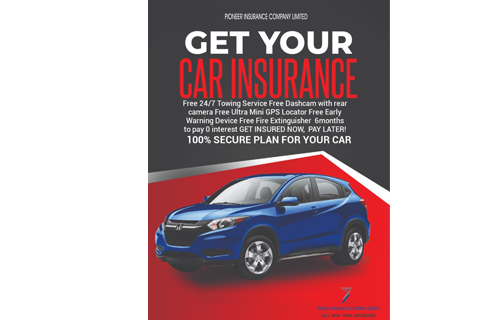 PIONEER INSURANCE COMPANY LIMITED
GET YOUR
CAR INSURANCE
Free 24/7 Towing Service Free Dashcam with rear
camera Free Ultra Mini GPS Locator Free Early
Warning Device Free Fire Extinguisher 6months
to pay 0 interest GET INSURED NOW, PAY LATER!
100% SECURE PLAN FOR YOUR CAR
7